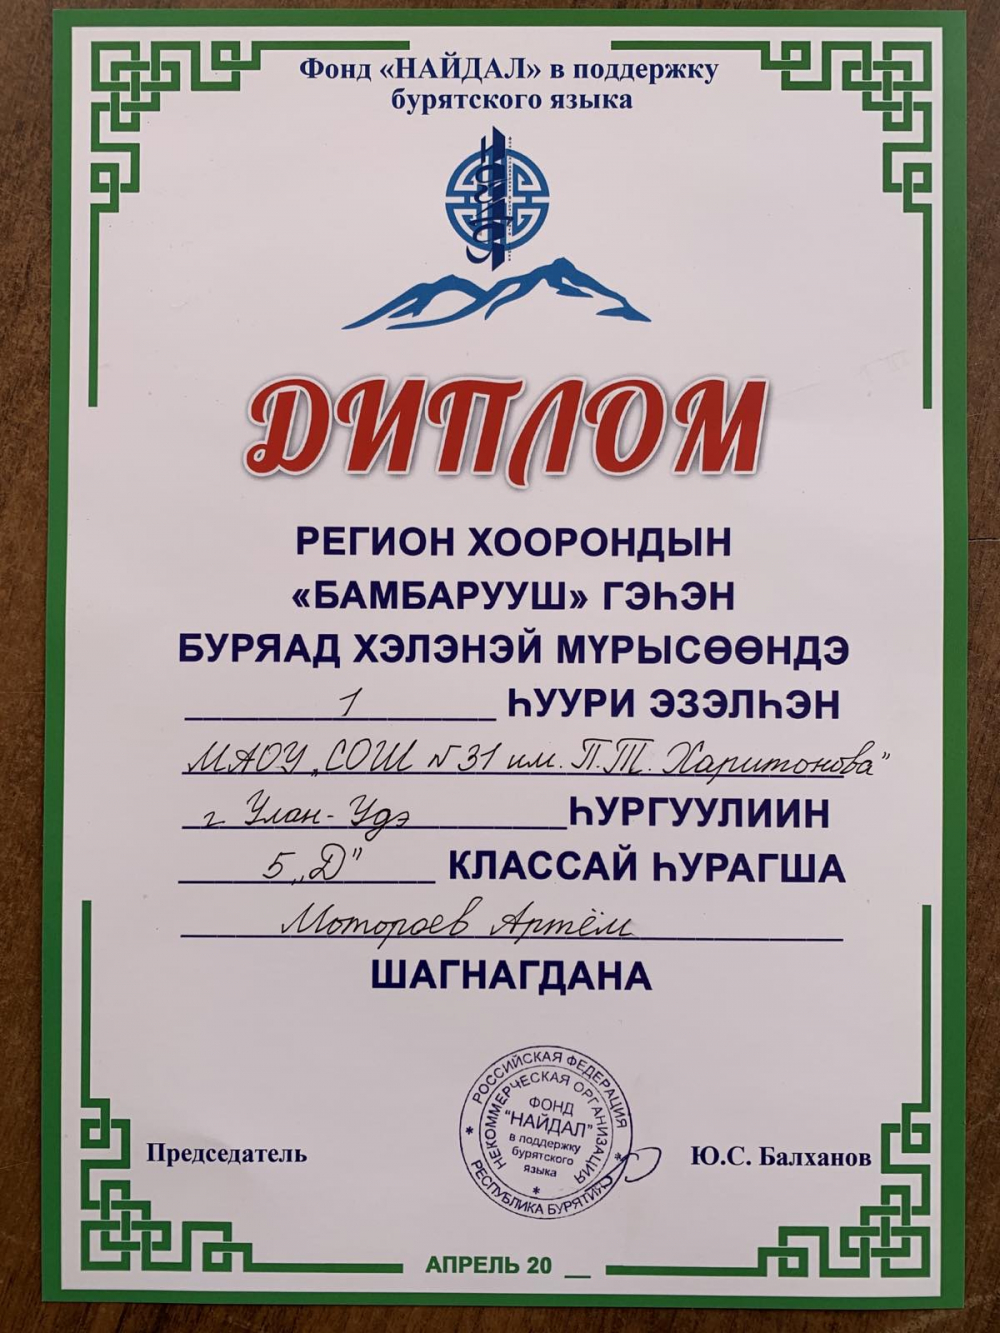 Фонд «НАЙДАЛ» в поддержку
бурятского языка
ДИПЛОМ
РЕГИОН ХООРОНДЫН
«БАМБАРУУШ» ГЭҺЭН
БУРЯАД ХЭЛЭНЭЙ МҮРЫСӨӨНДЭ
1 ҺУУРИ ЭЗЭЛҺЭН
МАОУ „СОШ №31 им. П.Т. Харитонова”
г Улан-Удэ ҺУРГУУЛИИН
5 „Д” КЛАССАЙ ҺУРАГША
Мотороев Артём
ШАГНАГДАНА
РОССИЙСКАЯ ФЕДЕРАЦИЯ
НЕКОММЕРЧЕСКАЯ ОРГАНИЗАЦИЯ
ФОНД
"НАЙДАЛ"
в поддержку
бурятского
языка
РЕСПУБЛИКА БУРЯТИЯ
Председатель Ю.С. Балханов
АПРЕЛЬ 20 __